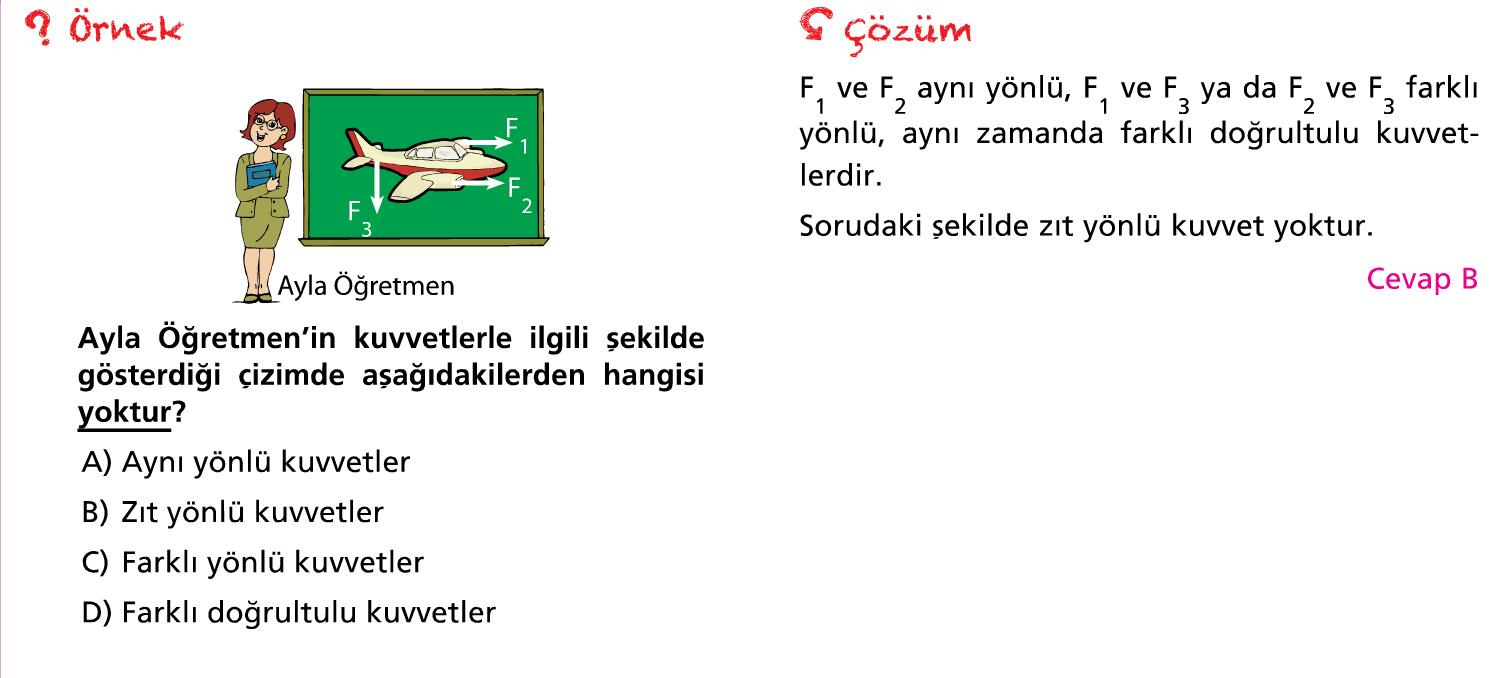 ? Örnek
F1
F2
F3
Ayla Öğretmen
Ayla Öğretmen’in kuvvetlerle ilgili şekilde
gösterdiği çizimde aşağıdakilerden hangisi
yoktur?
A) Aynı yönlü kuvvetler
B) Zıt yönlü kuvvetler
C) Farklı yönlü kuvvetler
D) Farklı doğrultulu kuvvetler
Çözüm
F1 ve F2 aynı yönlü, F1 ve F3 ya da F2 ve F3 farklı
yönlü, aynı zamanda farklı doğrultulu kuvvet-
lerdir.
Sorudaki şekilde zıt yönlü kuvvet yoktur.
Cevap B